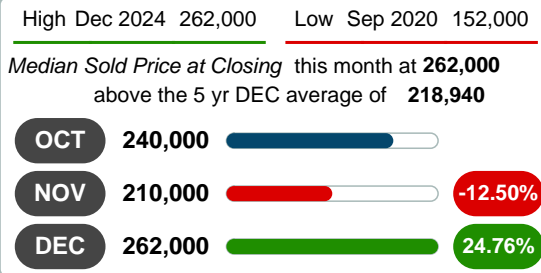 High Dec 2024 262,000 Low Sep 2020 152,000
Median Sold Price at Closing this month at 262,000
above the 5 yr DEC average of 218,940
OCT 240,000
NOV 210,000 -12.50%
DEC 262,000 24.76%